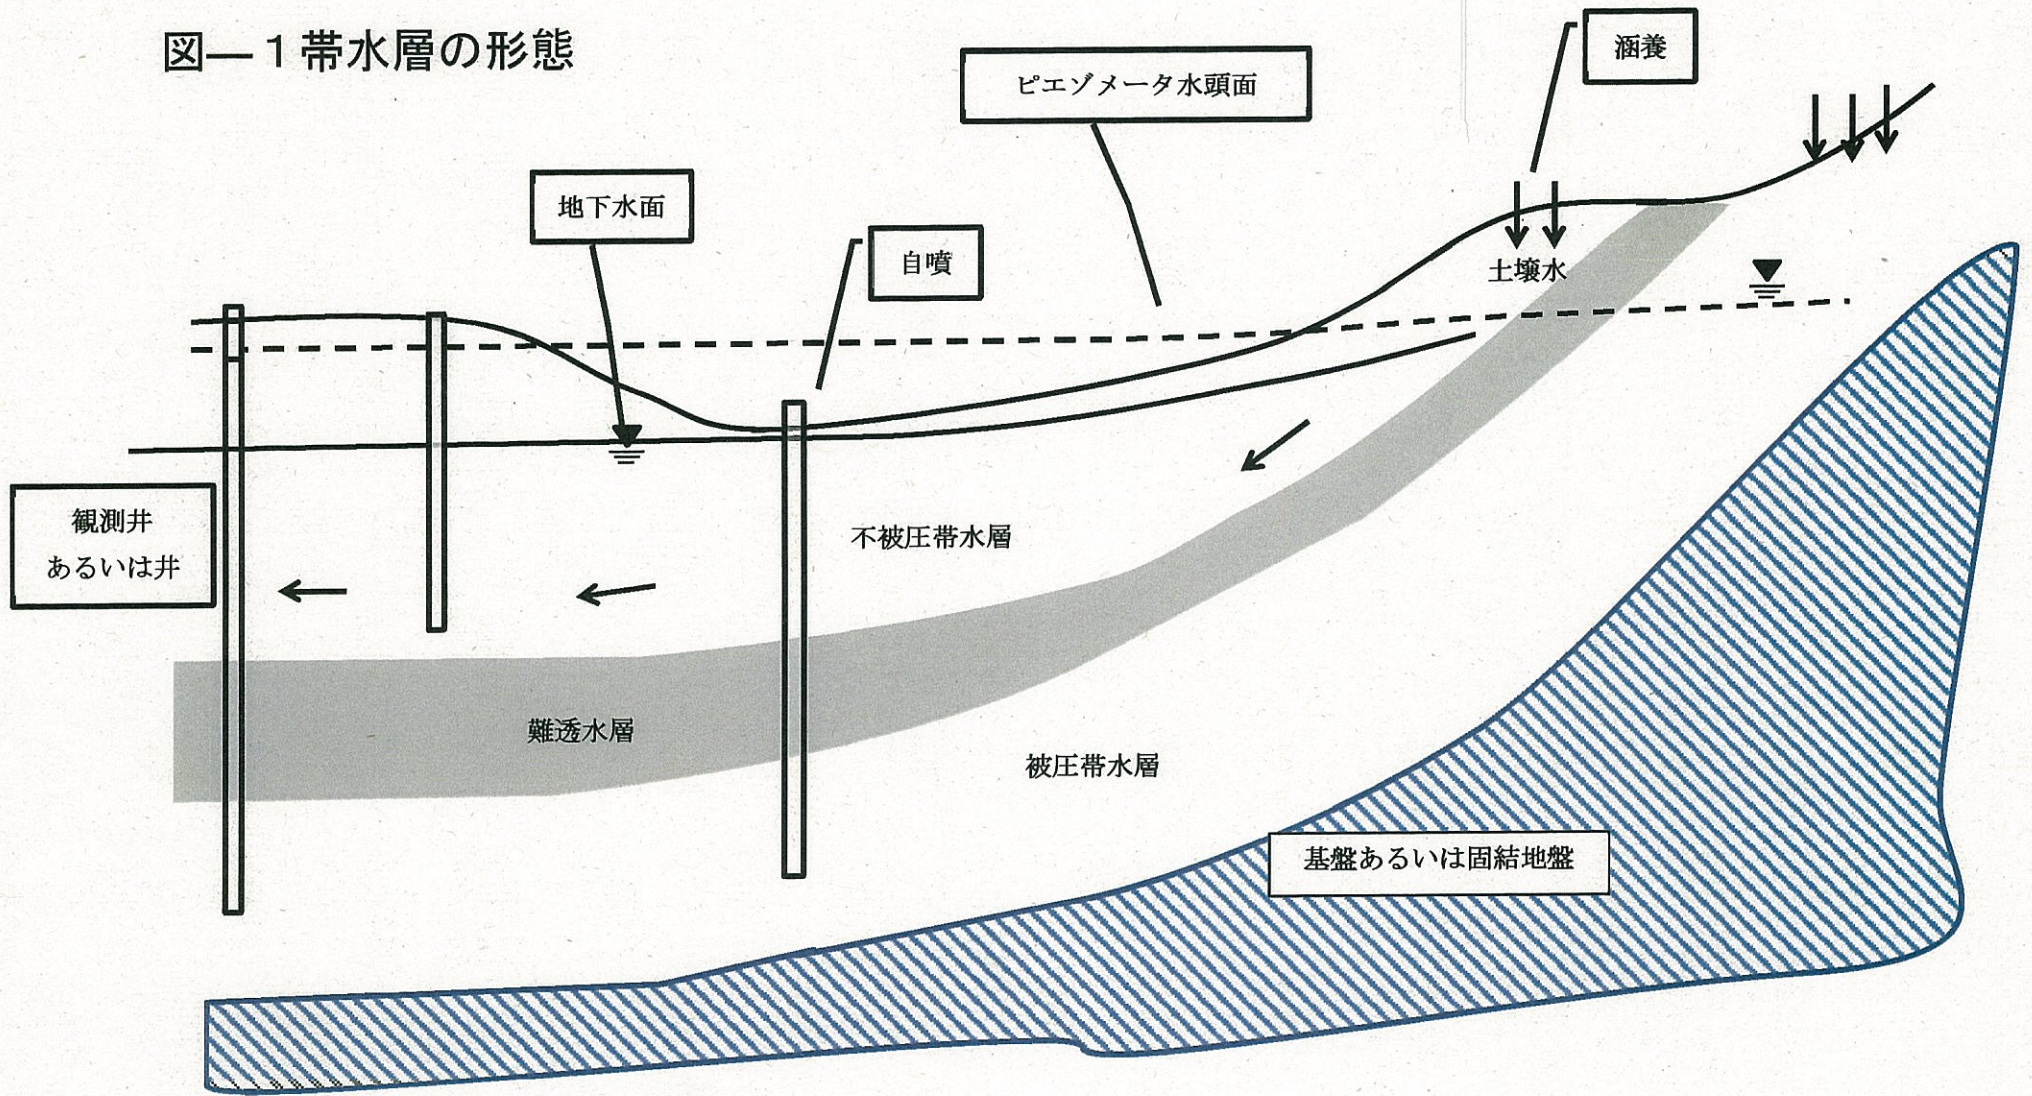 図―１帯水層の形態
涵養
ピエゾメータ水頭面
地下水面
自噴
土壌水
観測井
あるいは井
不被圧帯水層
難透水層
被圧帯水層
基盤あるいは固結地盤